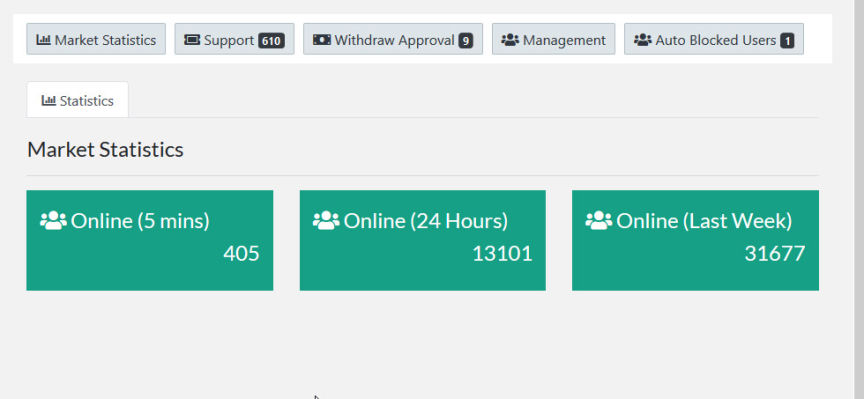 Market Statistics Support 610 Withdraw Approval 9 Management Auto Blocked Users 1
Statistics
Market Statistics
Online (5 mins) Online (24 Hours) Online (Last Week)
405 13101 31677